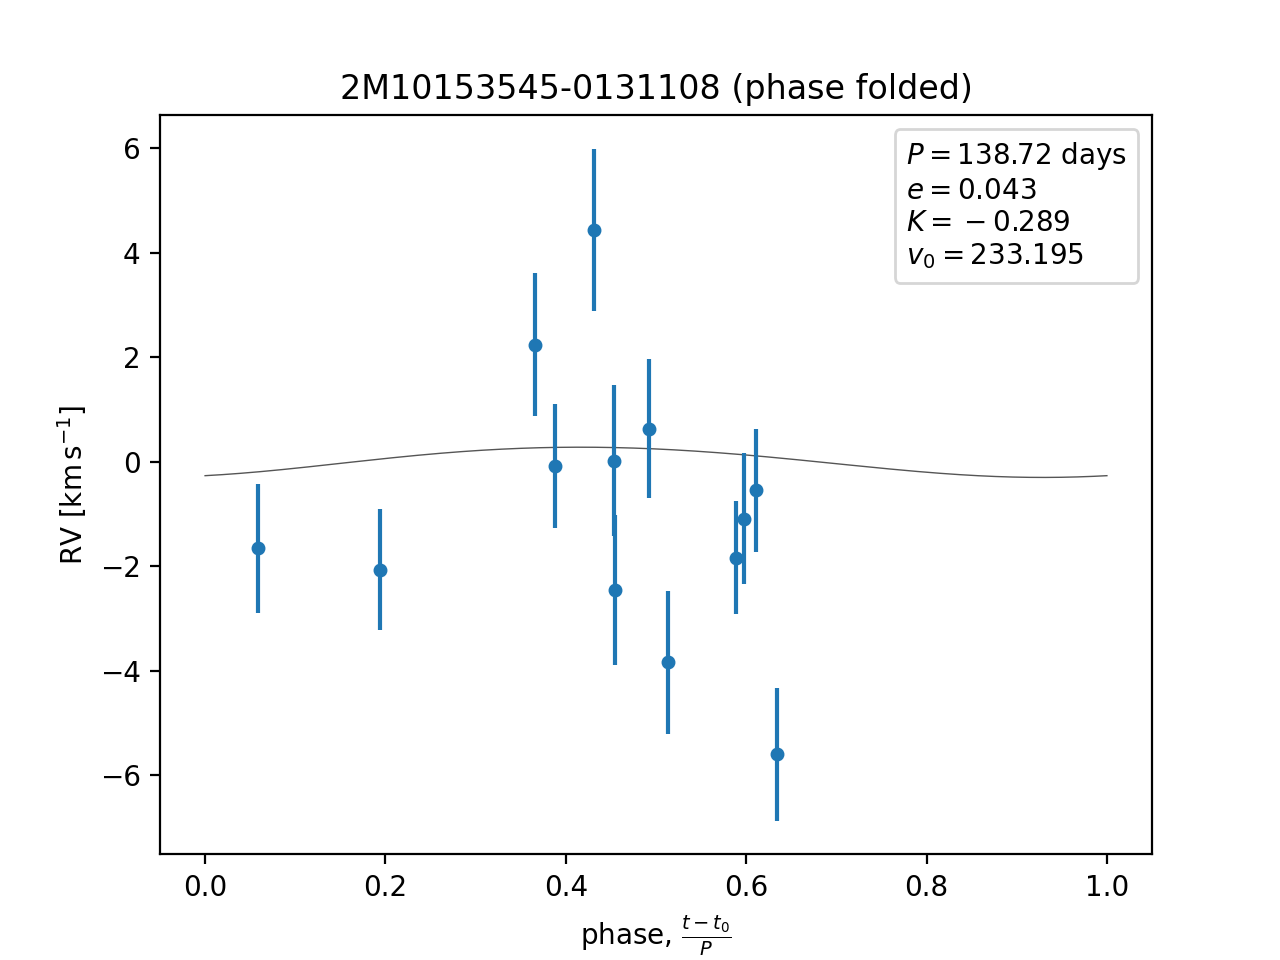 2M10153545-0131108 (phase folded)
P = 138.72 days
e = 0.043
K = −0.289
v₀ = 233.195
RV [km s⁻¹]
6
4
2
0
−2
−4
−6
0.0 0.2 0.4 0.6 0.8 1.0
phase, (t − t₀)/P